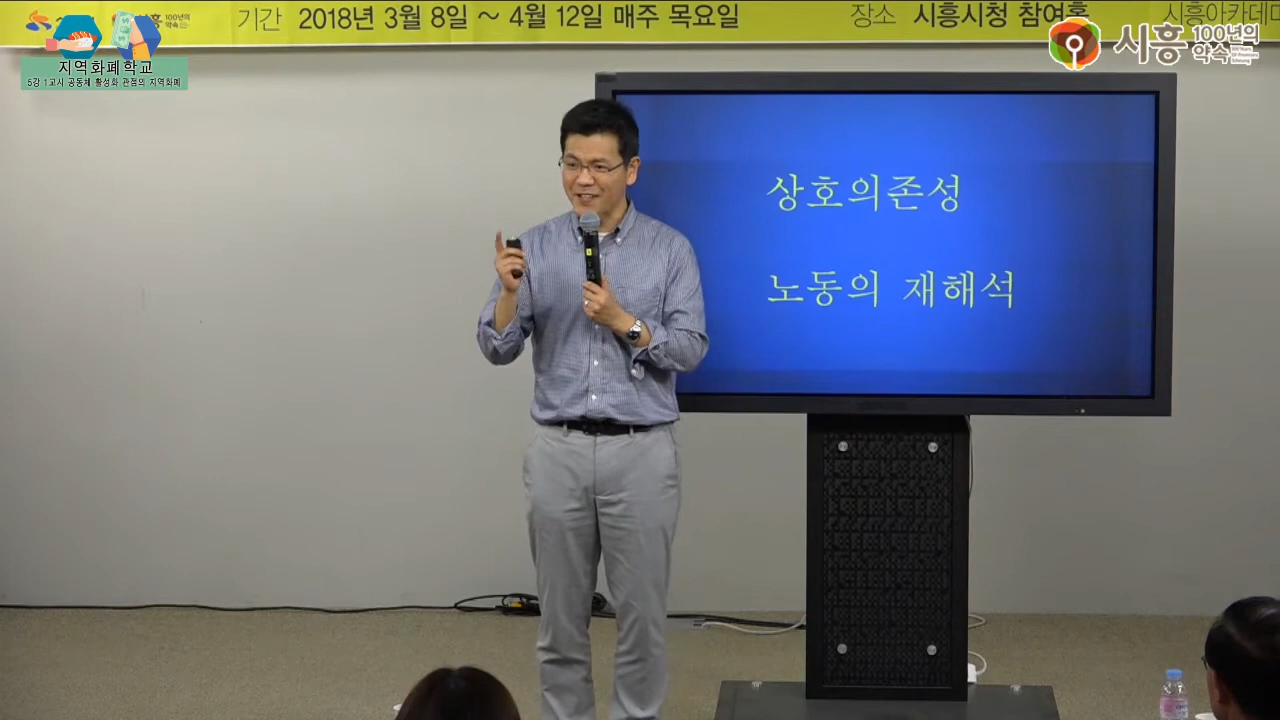 기간 2018년 3월 8일 ~ 4월 12일 매주 목요일
장소 시흥시청 참여홀
시흥아카데미
지역화폐학교
5강 1교시 공동체 활성화 관점의 지역화폐
시흥 100년의
약속
상호의존성
노동의 재해석